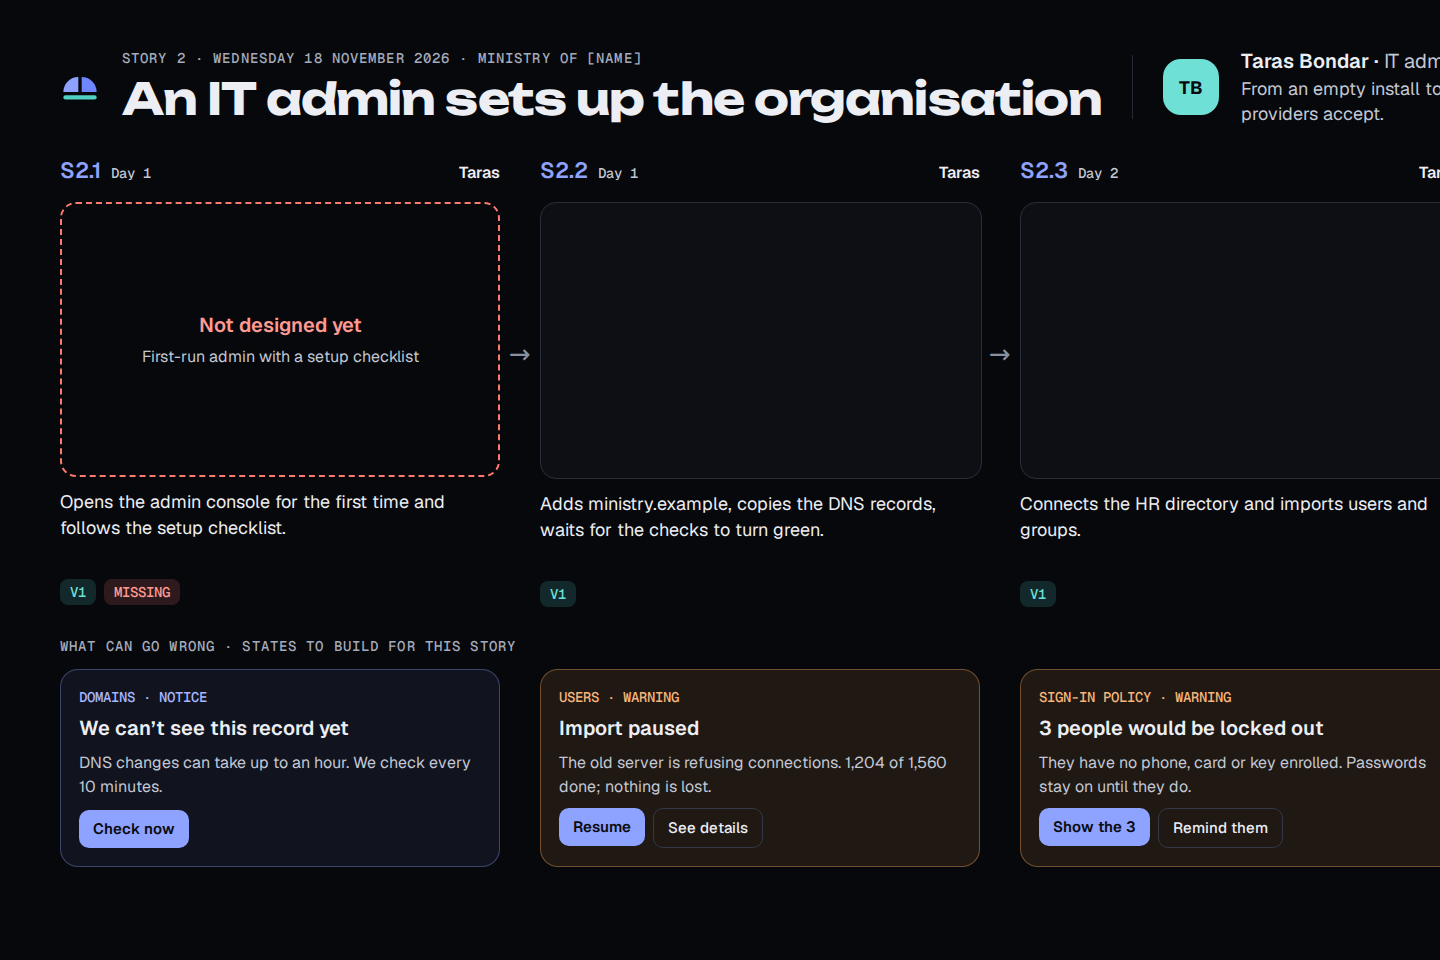 STORY 2 · WEDNESDAY 18 NOVEMBER 2026 · MINISTRY OF [NAME]
An IT admin sets up the organisation
TB
Taras Bondar · IT adm
From an empty install to
providers accept.
S2.1 Day 1 Taras
S2.2 Day 1 Taras
S2.3 Day 2 Tar
Not designed yet
First-run admin with a setup checklist
→
→
Opens the admin console for the first time and
follows the setup checklist.
V1 MISSING
Adds ministry.example, copies the DNS records,
waits for the checks to turn green.
V1
Connects the HR directory and imports users and
groups.
V1
WHAT CAN GO WRONG · STATES TO BUILD FOR THIS STORY
DOMAINS · NOTICE
We can’t see this record yet
DNS changes can take up to an hour. We check every
10 minutes.
Check now
USERS · WARNING
Import paused
The old server is refusing connections. 1,204 of 1,560
done; nothing is lost.
Resume See details
SIGN-IN POLICY · WARNING
3 people would be locked out
They have no phone, card or key enrolled. Passwords
stay on until they do.
Show the 3 Remind them